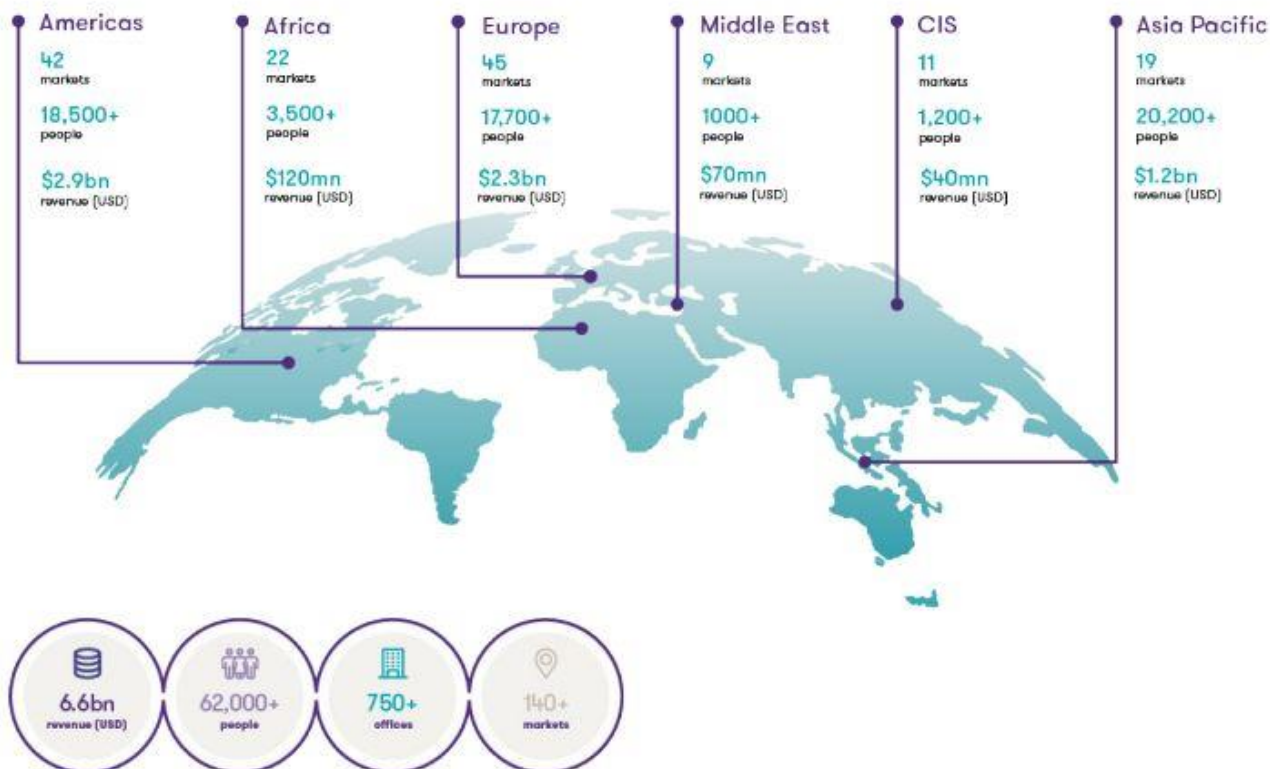 Americas
42
markets
18,500+
people
$2.9bn
revenue (USD)
Africa
22
markets
3,500+
people
$120mn
revenue (USD)
Europe
45
markets
17,700+
people
$2.3bn
revenue (USD)
Middle East
9
markets
1000+
people
$70mn
revenue (USD)
CIS
11
markets
1,200+
people
$40mn
revenue (USD)
Asia Pacific
19
markets
20,200+
people
$1.2bn
revenue (USD)
6.6bn
revenue (USD)
62,000+
people
750+
offices
140+
markets